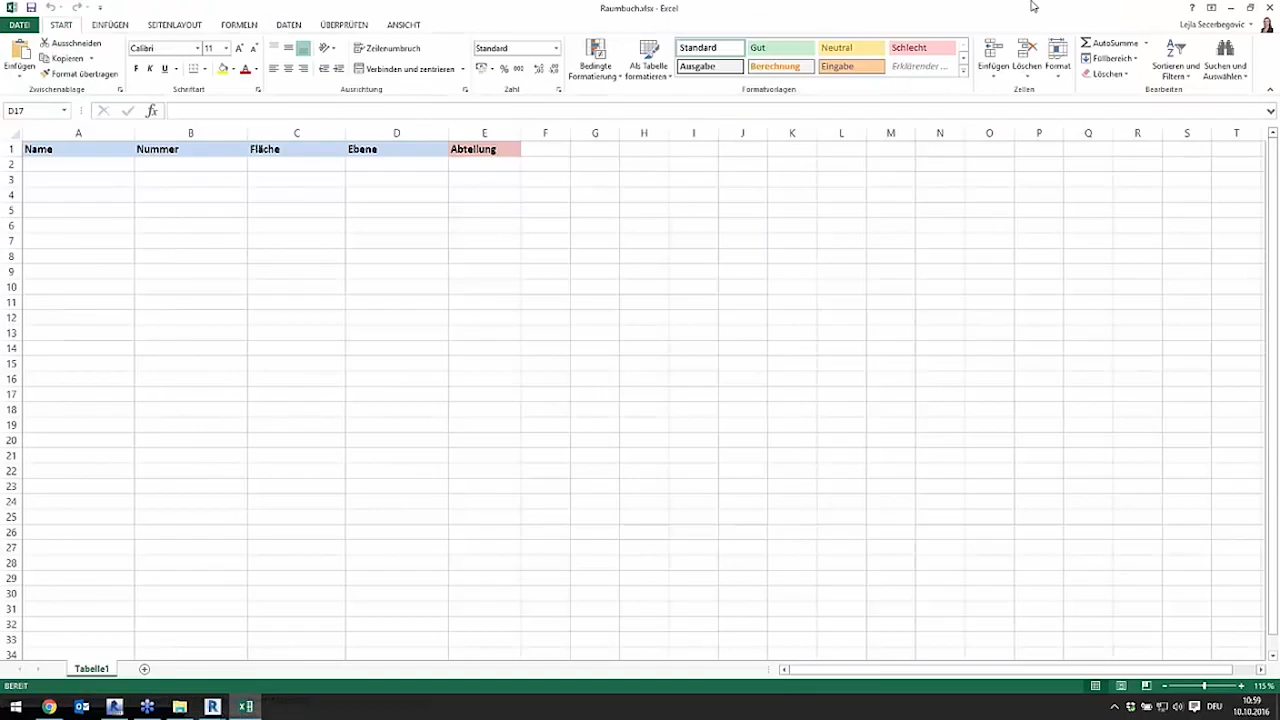 Raumbuch.xlsx - Excel
DATEI START EINFÜGEN SEITENLAYOUT FORMELN DATEN ÜBERPRÜFEN ANSICHT Lejla Secerbegovic
Einfügen
Ausschneiden
Kopieren
Format übertragen
Zwischenablage
Calibri 11
F K U
Schriftart
Zeilenumbruch
Verbinden und zentrieren
Ausrichtung
Standard
% 000
Zahl
Bedingte Formatierung
Als Tabelle formatieren
Standard Gut Neutral Schlecht
Ausgabe Berechnung Eingabe Erklärender ...
Formatvorlagen
Einfügen Löschen Format
Zellen
AutoSumme
Füllbereich
Löschen
Sortieren und Filtern
Suchen und Auswählen
Bearbeiten
D17 fx
A B C D E F G H I J K L M N O P Q R S T
1 Name Nummer Fläche Ebene Abteilung
2
3
4
5
6
7
8
9
10
11
12
13
14
15
16
17
18
19
20
21
22
23
24
25
26
27
28
29
30
31
32
33
34
Tabelle1
BEREIT 115 %
DEU 10:59
10.10.2016